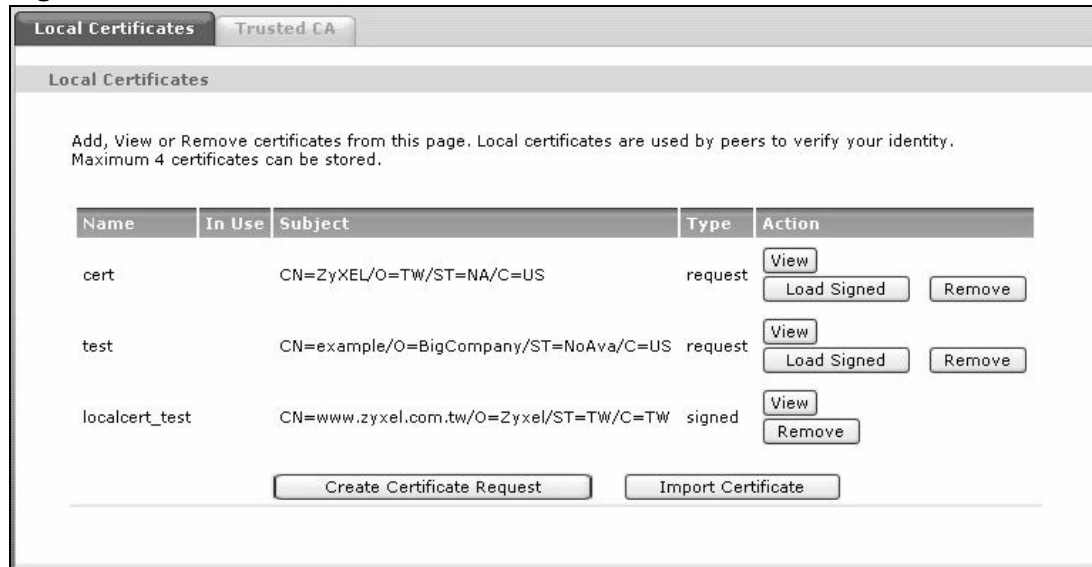 Local Certificates Trusted CA
Local Certificates
Add, View or Remove certificates from this page. Local certificates are used by peers to verify your identity.
Maximum 4 certificates can be stored.
Name In Use Subject Type Action
cert CN=ZyXEL/O=TW/ST=NA/C=US request View
Load Signed Remove
test CN=example/O=BigCompany/ST=NoAva/C=US request View
Load Signed Remove
localcert_test CN=www.zyxel.com.tw/O=Zyxel/ST=TW/C=TW signed View
Remove
Create Certificate Request Import Certificate